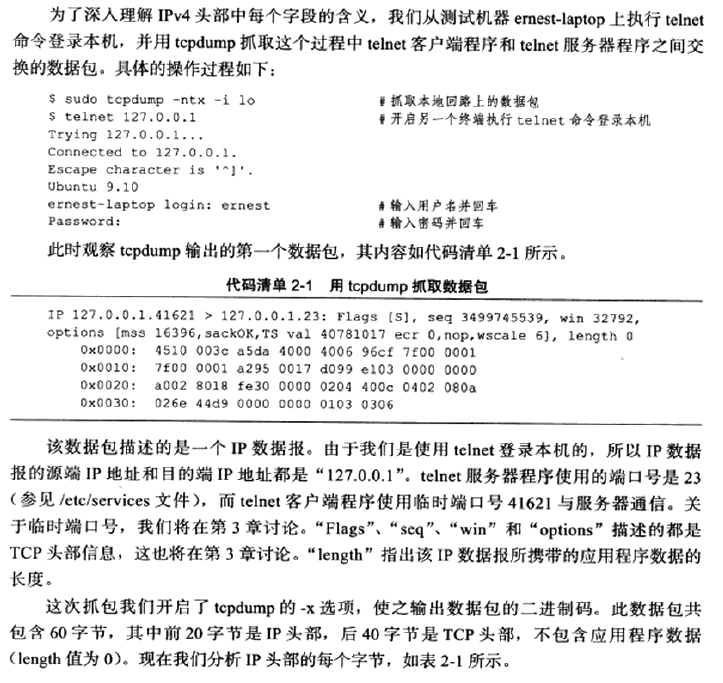 为了深入理解 IPv4 头部中每个字段的含义，我们从测试机器 ernest-laptop 上执行 telnet
命令登录本机，并用 tcpdump 抓取这个过程中 telnet 客户端程序和 telnet 服务器程序之间交
换的数据包。具体的操作过程如下：
$ sudo tcpdump -ntx -i lo # 抓取本地回路上的数据包
$ telnet 127.0.0.1 # 开启另一个终端执行 telnet 命令登录本机
Trying 127.0.0.1...
Connected to 127.0.0.1.
Escape character is '^]'.
Ubuntu 9.10
ernest-laptop login: ernest # 输入用户名并回车
Password: # 输入密码并回车
此时观察 tcpdump 输出的第一个数据包，其内容如代码清单 2-1 所示。
代码清单 2-1 用 tcpdump 抓取数据包
IP 127.0.0.1.41621 > 127.0.0.1.23: Flags [S], seq 3499745539, win 32792,
options [mss 16396,sackOK,TS val 40781017 ecr 0,nop,wscale 6], length 0
0x0000: 4510 003c a5da 4000 4006 96cf 7f00 0001
0x0010: 7f00 0001 a295 0017 d099 e103 0000 0000
0x0020: a002 8018 fe30 0000 0204 400c 0402 080a
0x0030: 026e 44d9 0000 0000 0103 0306
该数据包描述的是一个 IP 数据报。由于我们是使用 telnet 登录本机的，所以 IP 数据
报的源端 IP 地址和目的端 IP 地址都是“127.0.0.1”。telnet 服务器程序使用的端口号是 23
（参见 /etc/services 文件），而 telnet 客户端程序使用临时端口号 41621 与服务器通信。关
于临时端口号，我们将在第 3 章讨论。“Flags”、“seq”、“win” 和 “options” 描述的都是
TCP 头部信息，这也将在第 3 章讨论。“length” 指出该 IP 数据报所携带的应用程序数据的
长度。
这次抓包我们开启了 tcpdump 的 -x 选项，使之输出数据包的二进制码。此数据包共
包含 60 字节，其中前 20 字节是 IP 头部，后 40 字节是 TCP 头部，不包含应用程序数据
（length 值为 0）。现在我们分析 IP 头部的每个字节，如表 2-1 所示。